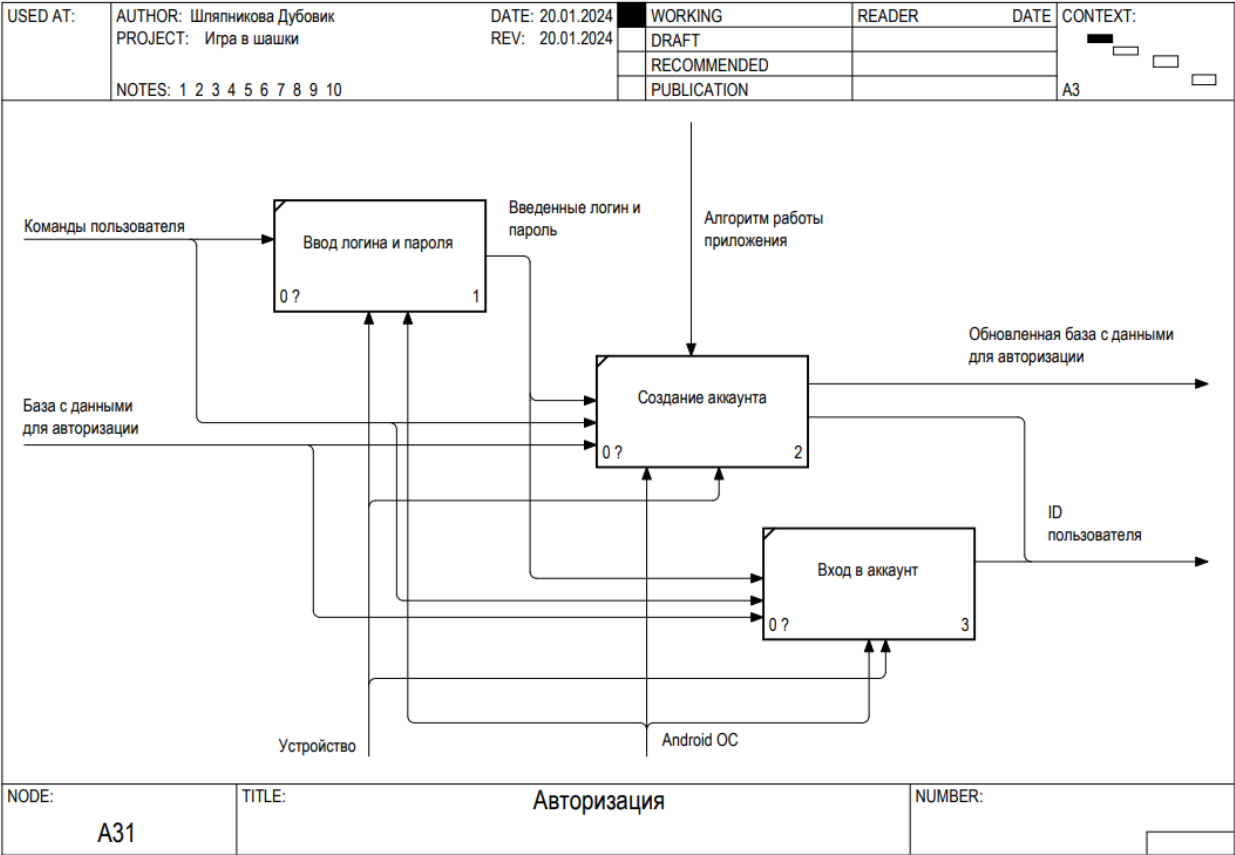 USED AT:
AUTHOR: Шляпникова Дубовик
DATE: 20.01.2024
WORKING
READER
DATE
CONTEXT:
PROJECT: Игра в шашки
REV: 20.01.2024
DRAFT
RECOMMENDED
NOTES: 1 2 3 4 5 6 7 8 9 10
PUBLICATION
A3
Команды пользователя
Ввод логина и пароля
0 ?
1
Введенные логин и
пароль
Алгоритм работы
приложения
Обновленная база с данными
для авторизации
База с данными
для авторизации
Создание аккаунта
0 ?
2
ID
пользователя
Вход в аккаунт
0 ?
3
Устройство
Android ОС
NODE:
A31
TITLE:
Авторизация
NUMBER: